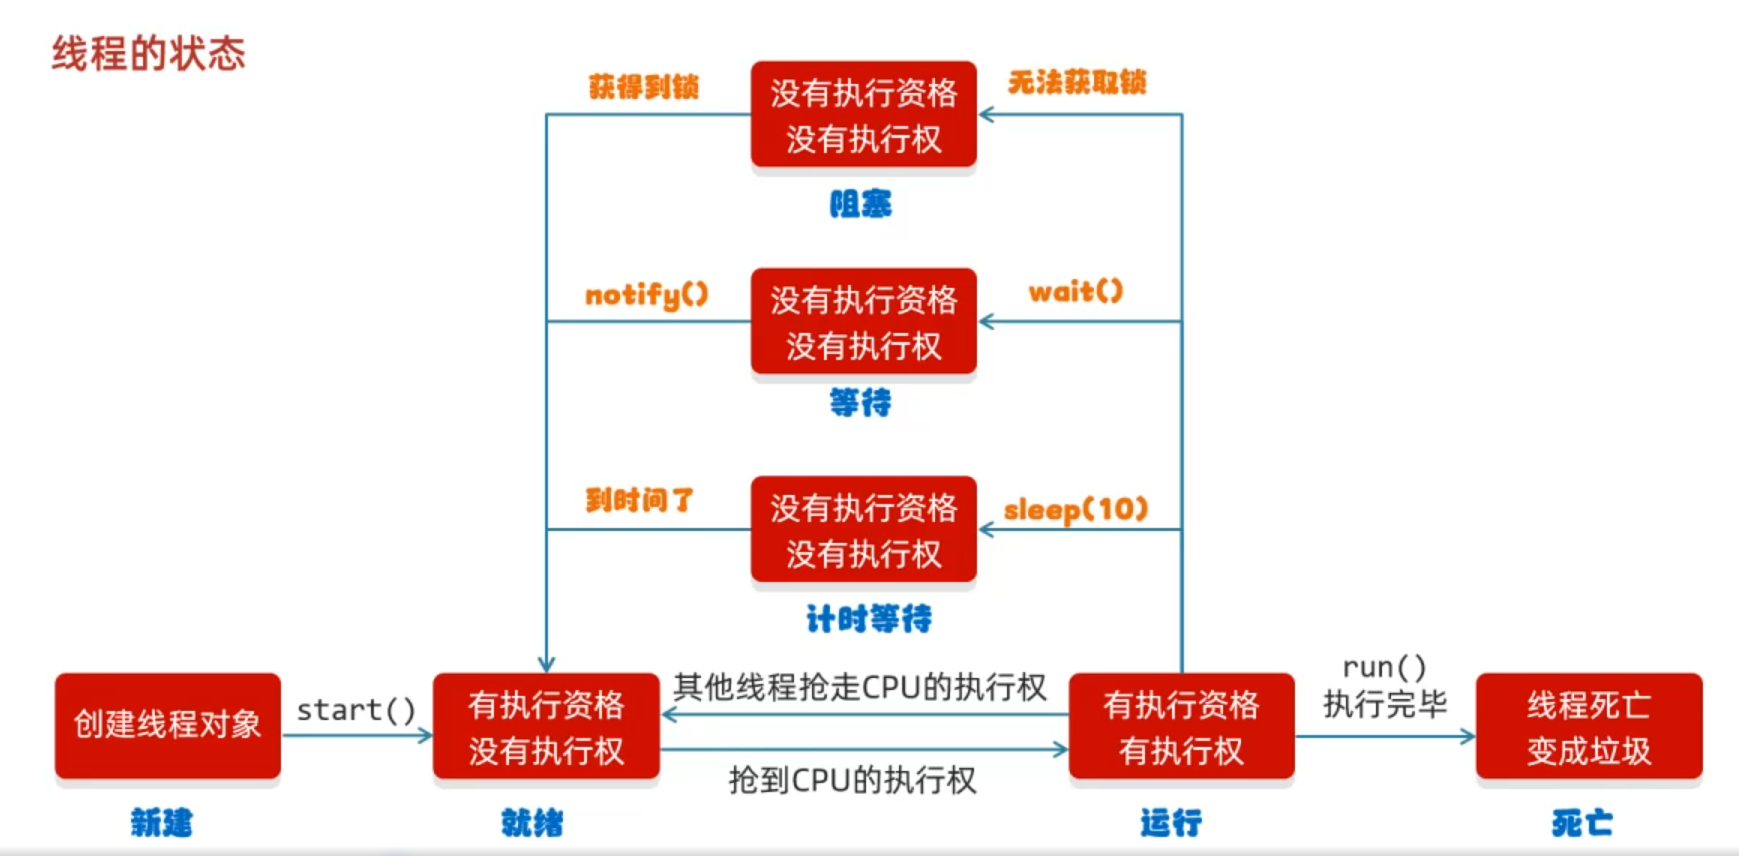 线程的状态
获得到锁
没有执行资格
没有执行权
无法获取锁
阻塞
notify()
没有执行资格
没有执行权
wait()
等待
到时间了
没有执行资格
没有执行权
sleep(10)
计时等待
创建线程对象
start()
有执行资格
没有执行权
其他线程抢走CPU的执行权
抢到CPU的执行权
有执行资格
有执行权
run()
执行完毕
线程死亡
变成垃圾
新建
就绪
运行
死亡